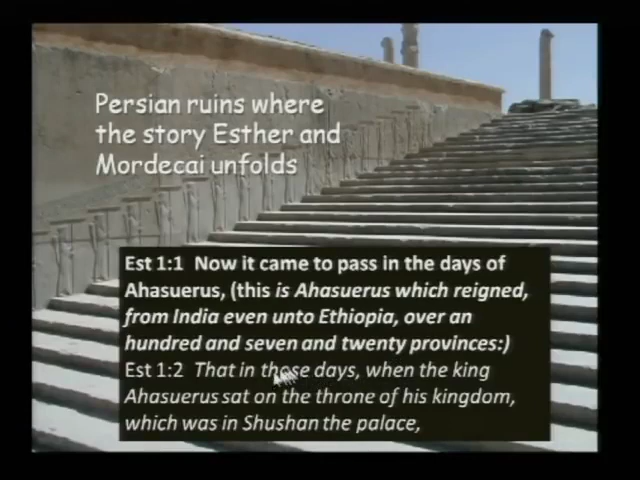 Persian ruins where
the story Esther and
Mordecai unfolds
Est 1:1  Now it came to pass in the days of
Ahasuerus, (this is Ahasuerus which reigned,
from India even unto Ethiopia, over an
hundred and seven and twenty provinces:)
Est 1:2  That in those days, when the king
Ahasuerus sat on the throne of his kingdom,
which was in Shushan the palace,